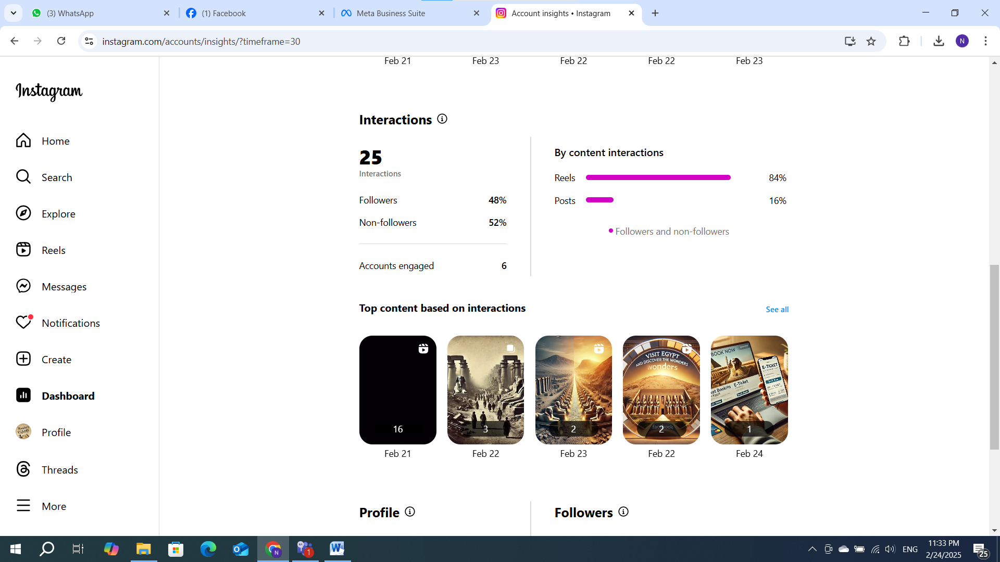 (3) WhatsApp
(1) Facebook
Meta Business Suite
Account insights • Instagram
instagram.com/accounts/insights/?timeframe=30
N
Feb 21 Feb 23 Feb 22 Feb 22 Feb 23
Instagram
Home
Search
Explore
Reels
Messages
Notifications
Create
Dashboard
Profile
Threads
More
Interactions
25
Interactions
Followers 48%
Non-followers 52%
Accounts engaged 6
By content interactions
Reels 84%
Posts 16%
Followers and non-followers
Top content based on interactions
See all
16
3
2
VISIT EGYPT
AND DISCOVER THE WONDERS
wonders
facebook
2
BOOK NOW
E-TICKET
E-Ticket
1
Feb 21 Feb 22 Feb 23 Feb 22 Feb 24
Profile
Followers
1
ENG
11:33 PM
2/24/2025
25